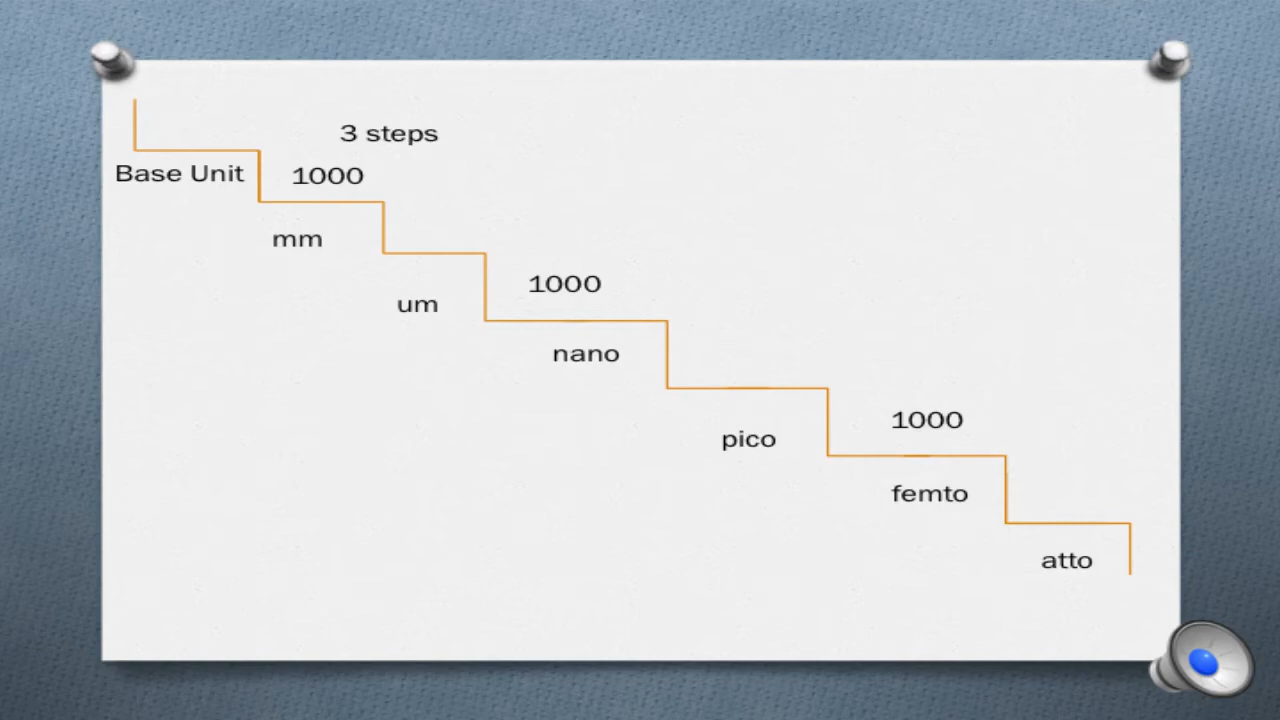 3 steps
Base Unit
1000
mm
1000
um
nano
1000
pico
femto
atto